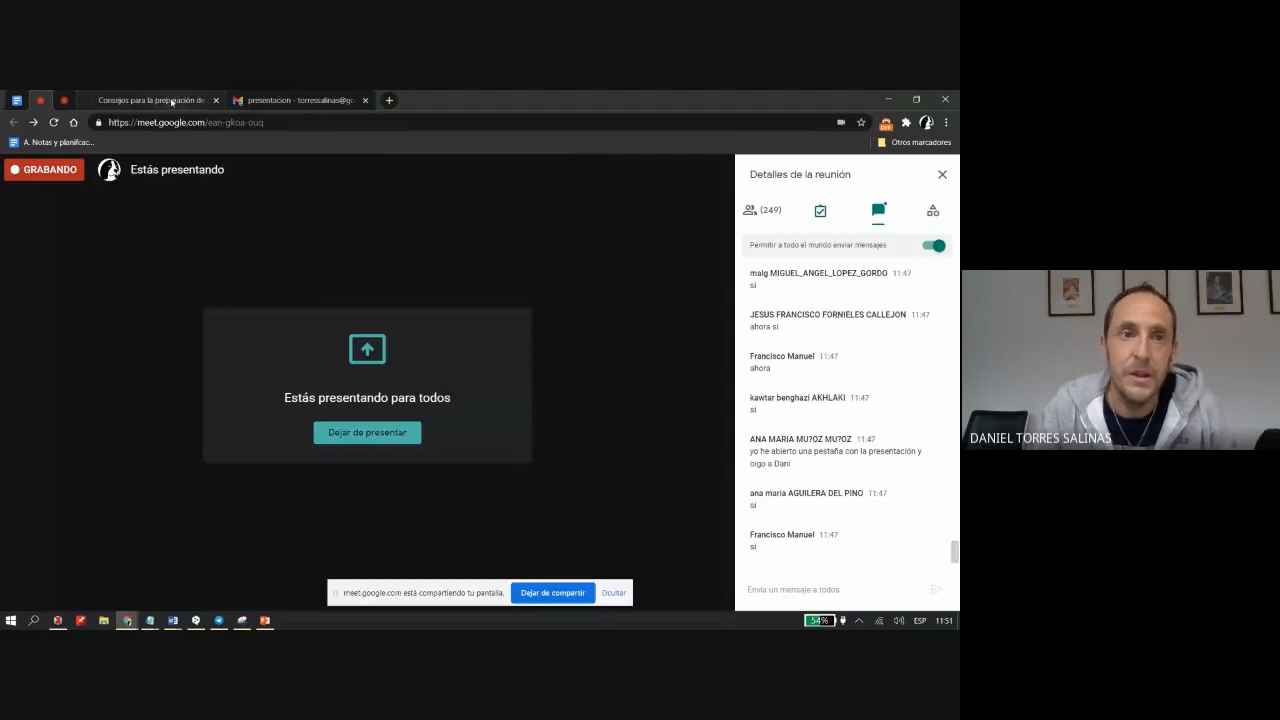 Consejos para la preparación de
presentacion - torressalinas@go
https://meet.google.com/ean-gkoa-ouq
A. Notas y planifcac...
Otros marcadores
GRABANDO
Estás presentando
Estás presentando para todos
Dejar de presentar
meet.google.com está compartiendo tu pantalla.
Dejar de compartir
Ocultar
Detalles de la reunión
(249)
Permitir a todo el mundo enviar mensajes
malg MIGUEL_ANGEL_LOPEZ_GORDO 11:47
si
JESUS FRANCISCO FORNIELES CALLEJON 11:47
ahora si
Francisco Manuel 11:47
ahora
kawtar benghazi AKHLAKI 11:47
si
ANA MARIA MU?OZ MU?OZ 11:47
yo he abierto una pestaña con la presentación y
oigo a Dani
ana maria AGUILERA DEL PINO 11:47
si
Francisco Manuel 11:47
si
Envía un mensaje a todos
DANIEL TORRES SALINAS
54%
ESP
11:51